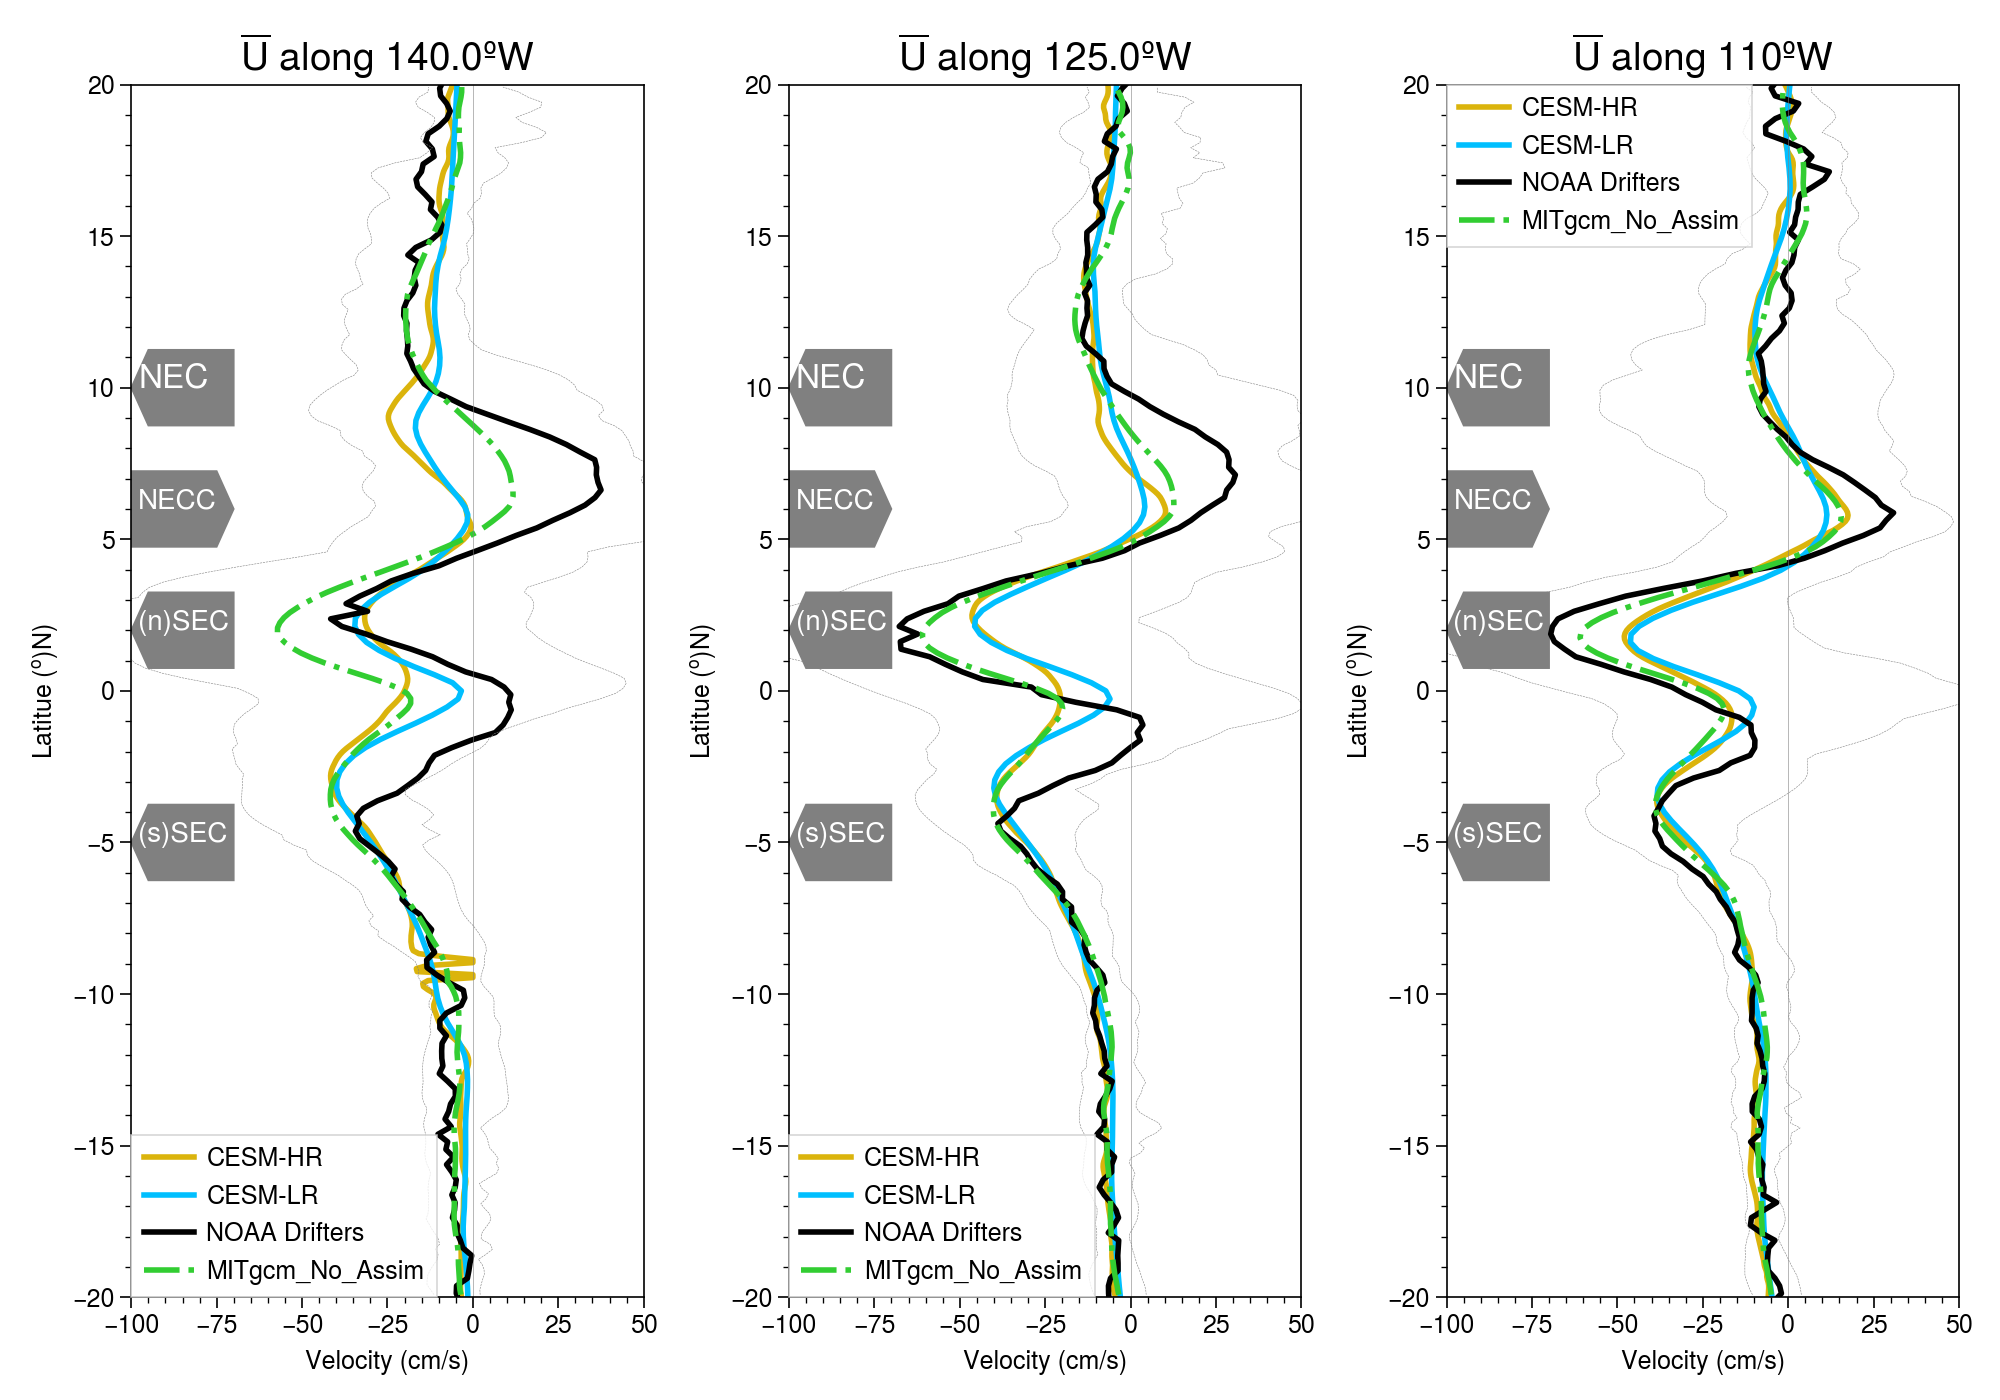 U along 140.0ºW
20
15
10
5
0
−5
−10
−15
−20
Latitue (º)N
NEC
NECC
(n)SEC
(s)SEC
CESM-HR
CESM-LR
NOAA Drifters
MITgcm_No_Assim
−100 −75 −50 −25 0 25 50
Velocity (cm/s)
U along 125.0ºW
20
15
10
5
0
−5
−10
−15
−20
Latitue (º)N
NEC
NECC
(n)SEC
(s)SEC
CESM-HR
CESM-LR
NOAA Drifters
MITgcm_No_Assim
−100 −75 −50 −25 0 25 50
Velocity (cm/s)
U along 110ºW
20
15
10
5
0
−5
−10
−15
−20
Latitue (º)N
CESM-HR
CESM-LR
NOAA Drifters
MITgcm_No_Assim
NEC
NECC
(n)SEC
(s)SEC
−100 −75 −50 −25 0 25 50
Velocity (cm/s)